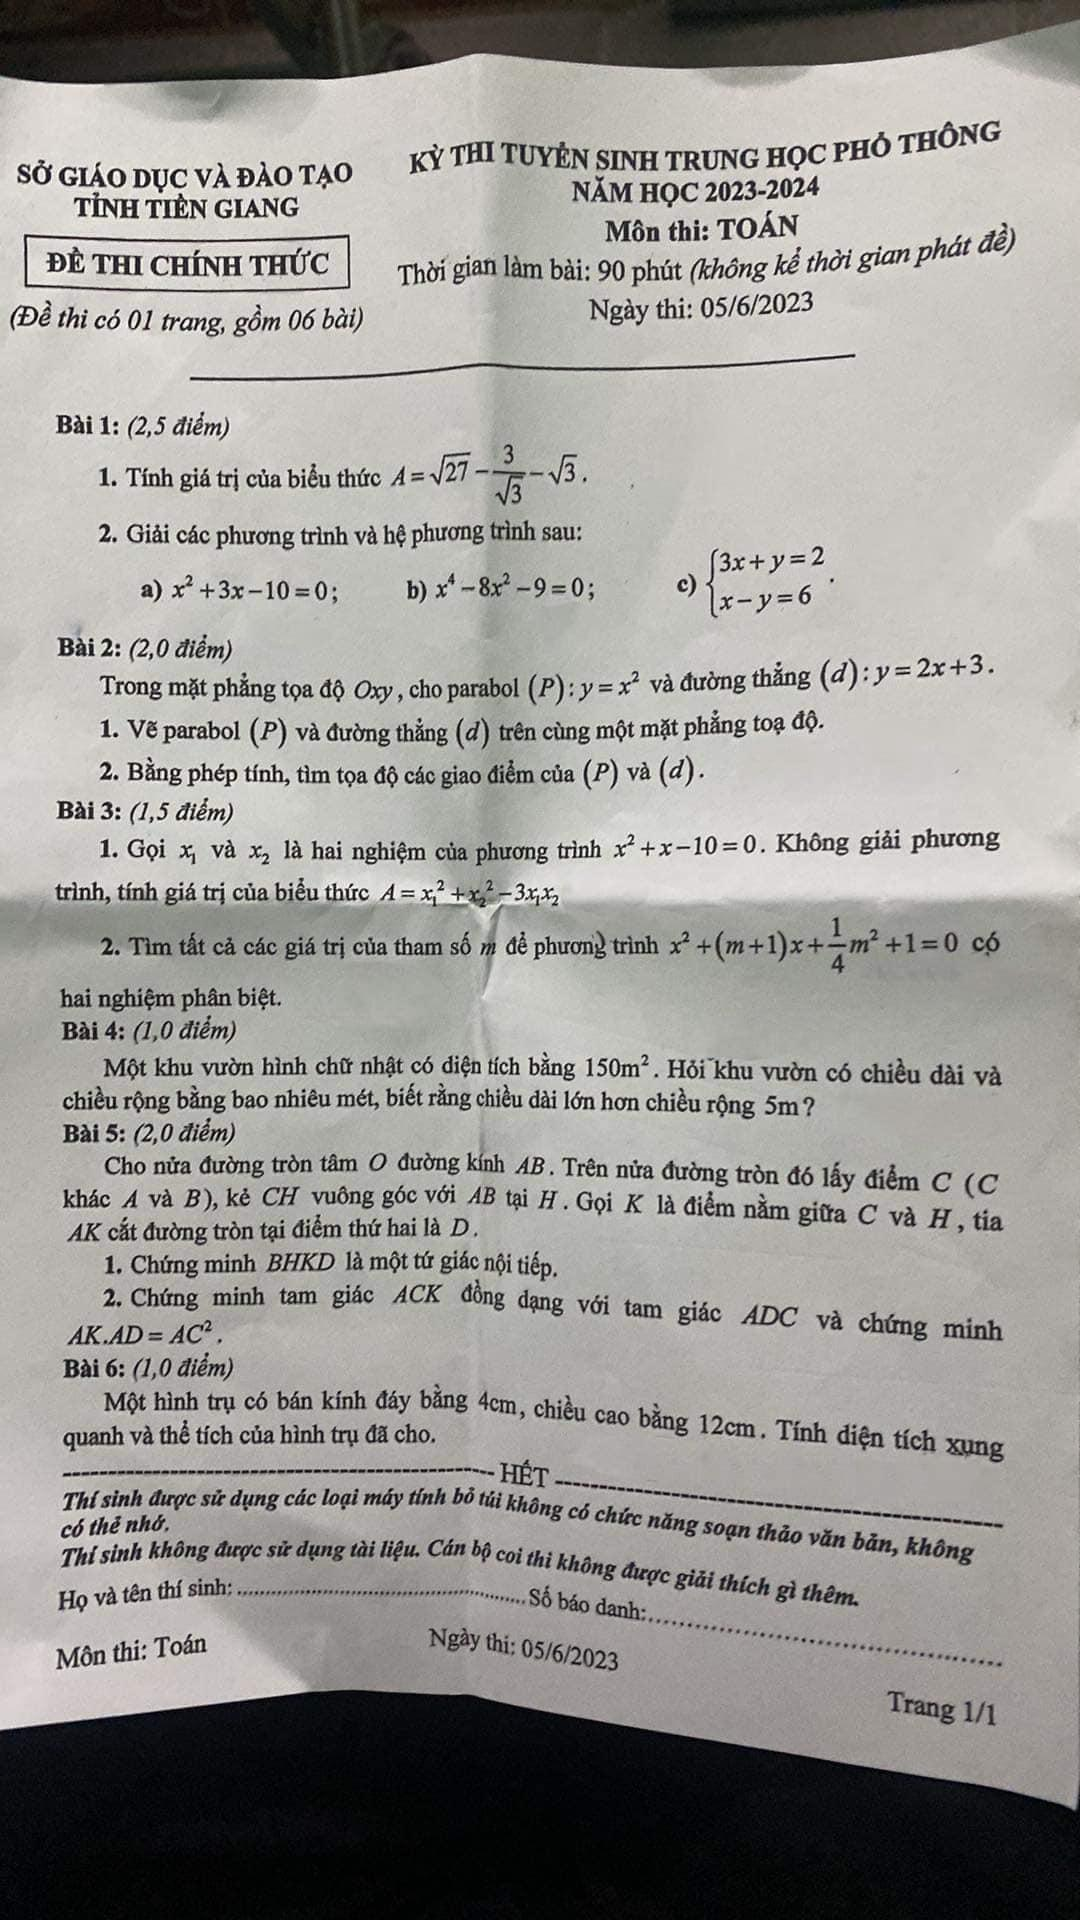 SỞ GIÁO DỤC VÀ ĐÀO TẠO
TỈNH TIỀN GIANG
ĐỀ THI CHÍNH THỨC
(Đề thi có 01 trang, gồm 06 bài)
KỲ THI TUYỂN SINH TRUNG HỌC PHỔ THÔNG
NĂM HỌC 2023-2024
Môn thi: TOÁN
Thời gian làm bài: 90 phút (không kể thời gian phát đề)
Ngày thi: 05/6/2023
Bài 1: (2,5 điểm)
1. Tính giá trị của biểu thức A = √27 − 3/√3 − √3.
2. Giải các phương trình và hệ phương trình sau:
a) x² + 3x − 10 = 0; b) x⁴ − 8x² − 9 = 0; c) {3x + y = 2
x − y = 6.
Bài 2: (2,0 điểm)
Trong mặt phẳng tọa độ Oxy, cho parabol (P): y = x² và đường thẳng (d): y = 2x + 3.
1. Vẽ parabol (P) và đường thẳng (d) trên cùng một mặt phẳng toạ độ.
2. Bằng phép tính, tìm tọa độ các giao điểm của (P) và (d).
Bài 3: (1,5 điểm)
1. Gọi x₁ và x₂ là hai nghiệm của phương trình x² + x − 10 = 0. Không giải phương
trình, tính giá trị của biểu thức A = x₁² + x₂² − 3x₁x₂
2. Tìm tất cả các giá trị của tham số m để phương trình x² + (m + 1)x + 1/4 m² + 1 = 0 có
hai nghiệm phân biệt.
Bài 4: (1,0 điểm)
Một khu vườn hình chữ nhật có diện tích bằng 150m². Hỏi khu vườn có chiều dài và
chiều rộng bằng bao nhiêu mét, biết rằng chiều dài lớn hơn chiều rộng 5m?
Bài 5: (2,0 điểm)
Cho nửa đường tròn tâm O đường kính AB. Trên nửa đường tròn đó lấy điểm C (C
khác A và B), kẻ CH vuông góc với AB tại H. Gọi K là điểm nằm giữa C và H, tia
AK cắt đường tròn tại điểm thứ hai là D.
1. Chứng minh BHKD là một tứ giác nội tiếp.
2. Chứng minh tam giác ACK đồng dạng với tam giác ADC và chứng minh
AK.AD = AC².
Bài 6: (1,0 điểm)
Một hình trụ có bán kính đáy bằng 4cm, chiều cao bằng 12cm. Tính diện tích xung
quanh và thể tích của hình trụ đã cho.
HẾT
Thí sinh được sử dụng các loại máy tính bỏ túi không có chức năng soạn thảo văn bản, không
có thẻ nhớ.
Thí sinh không được sử dụng tài liệu. Cán bộ coi thi không được giải thích gì thêm.
Họ và tên thí sinh:........................ Số báo danh:........................
Môn thi: Toán Ngày thi: 05/6/2023
Trang 1/1